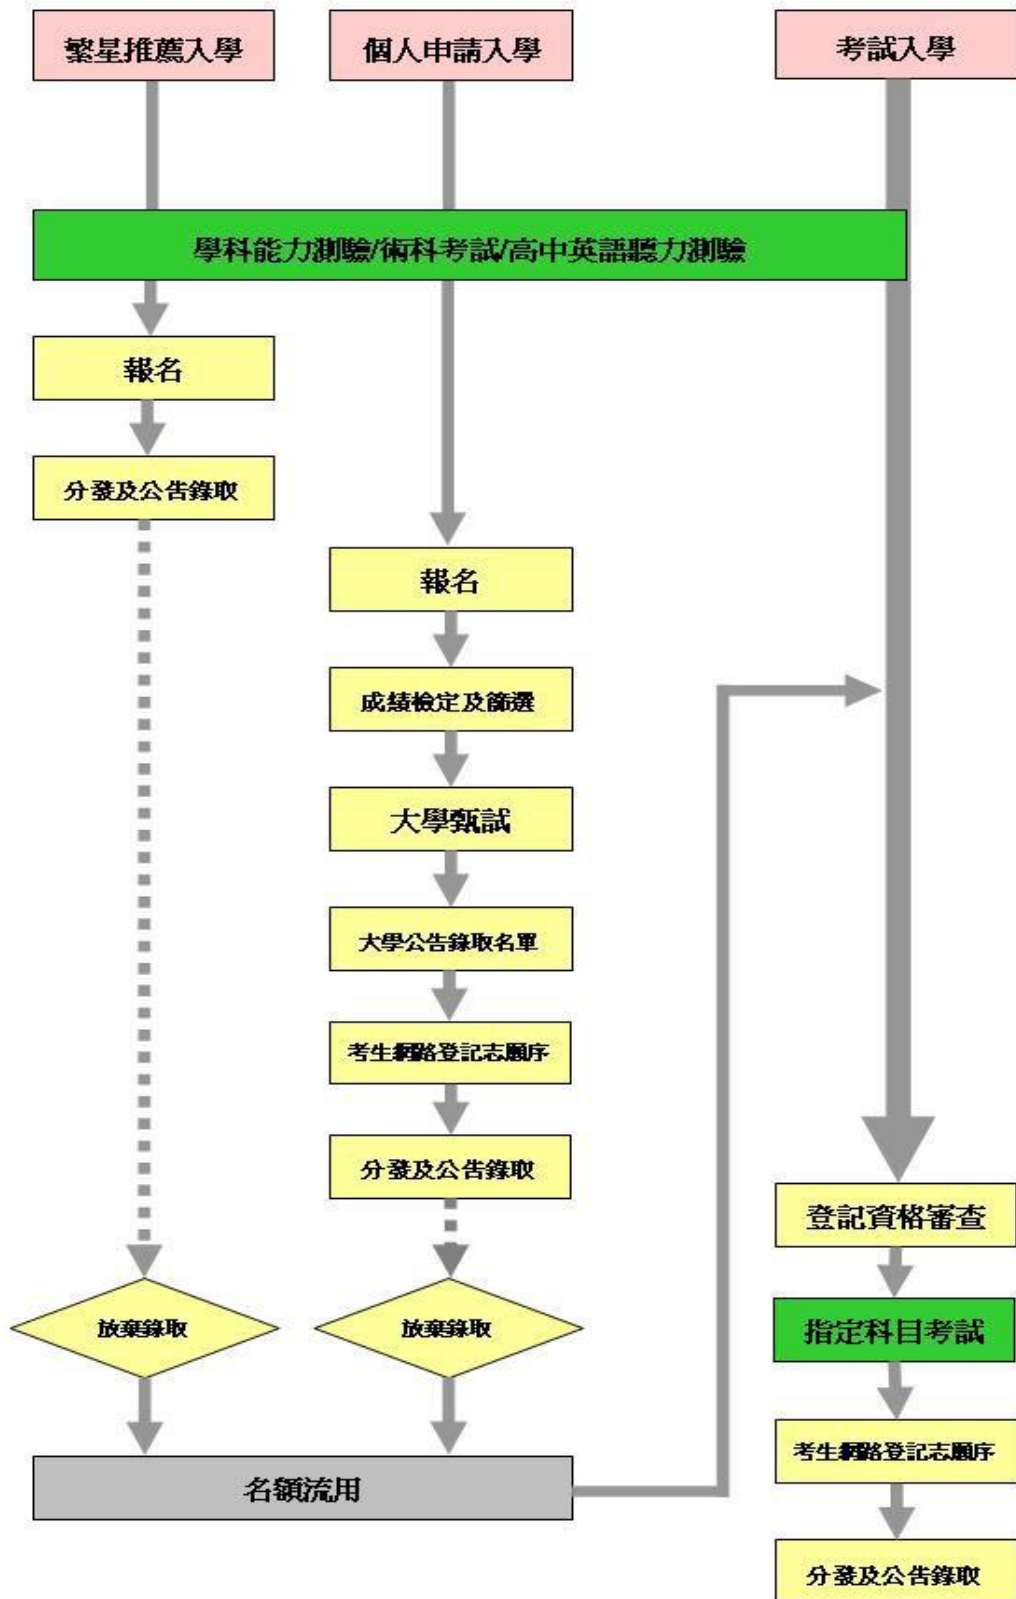 繁星推薦入學
個人申請入學
考試入學
學科能力測驗/術科考試/高中英語聽力測驗
報名
分發及公告錄取
報名
成績檢定及篩選
大學甄試
大學公告錄取名單
考生網路登記志願序
分發及公告錄取
放棄錄取
放棄錄取
名額流用
登記資格審查
指定科目考試
考生網路登記志願序
分發及公告錄取